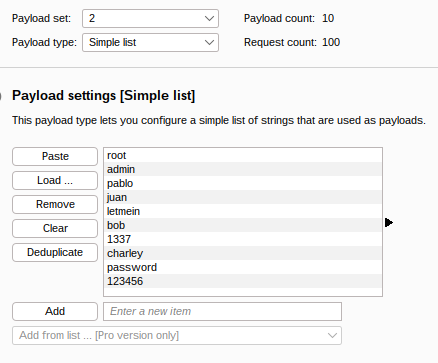 Payload set: 2 Payload count: 10
Payload type: Simple list Request count: 100
Payload settings [Simple list]
This payload type lets you configure a simple list of strings that are used as payloads.
Paste
Load ...
Remove
Clear
Deduplicate
root
admin
pablo
juan
letmein
bob
1337
charley
password
123456
Add Enter a new item
Add from list ... [Pro version only]